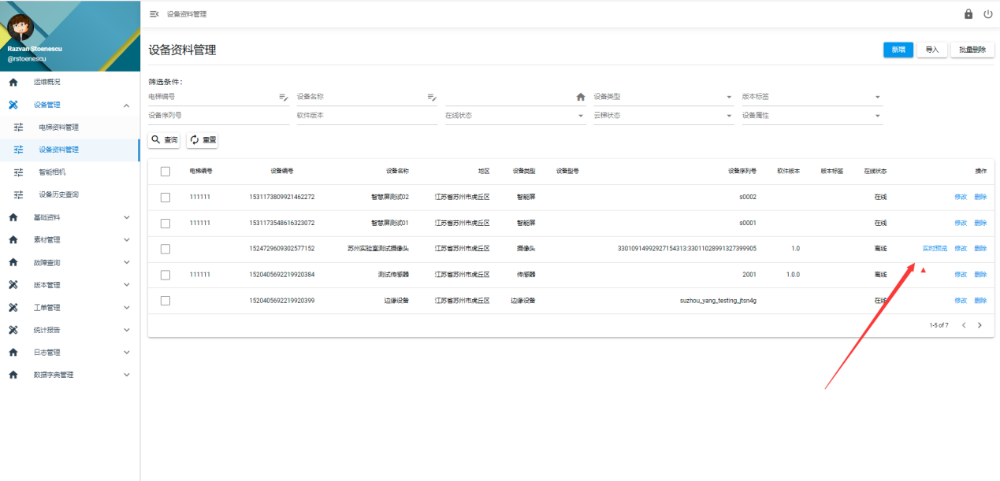 设备资料管理
Razvan Stoenescu
@rstoenescu
运维概况
设备管理
电梯资料管理
设备资料管理
智能相机
设备历史查询
基础资料
素材管理
故障查询
版本管理
工单管理
统计报告
日志管理
数据字典管理
设备资料管理 新增 导入 批量删除
筛选条件：
电梯编号 设备名称 设备类型 版本标签
设备序列号 软件版本 在线状态 云梯状态 设备属性
查询 重置
电梯编号 设备编号 设备名称 地区 设备类型 设备型号 设备序列号 软件版本 版本标签 在线状态 操作
111111 1531173809921462272 智慧屏测试02 江苏省苏州市虎丘区 智能屏 s0002 在线 修改 删除
111111 1531173548616323072 智慧屏测试01 江苏省苏州市虎丘区 智能屏 s0001 在线 修改 删除
1524729609302577152 苏州实验室测试摄像头 江苏省苏州市虎丘区 摄像头 33010914992927154313:33011028991327399905 1.0 离线 实时预览 修改 删除
111111 1520405692219920384 测试传感器 江苏省苏州市虎丘区 传感器 2001 1.0.0 离线 修改 删除
1520405692219920399 边缘设备 江苏省苏州市虎丘区 边缘设备 suzhou_yang_testing_jtsn4g 在线 修改 删除
1-5 of 7